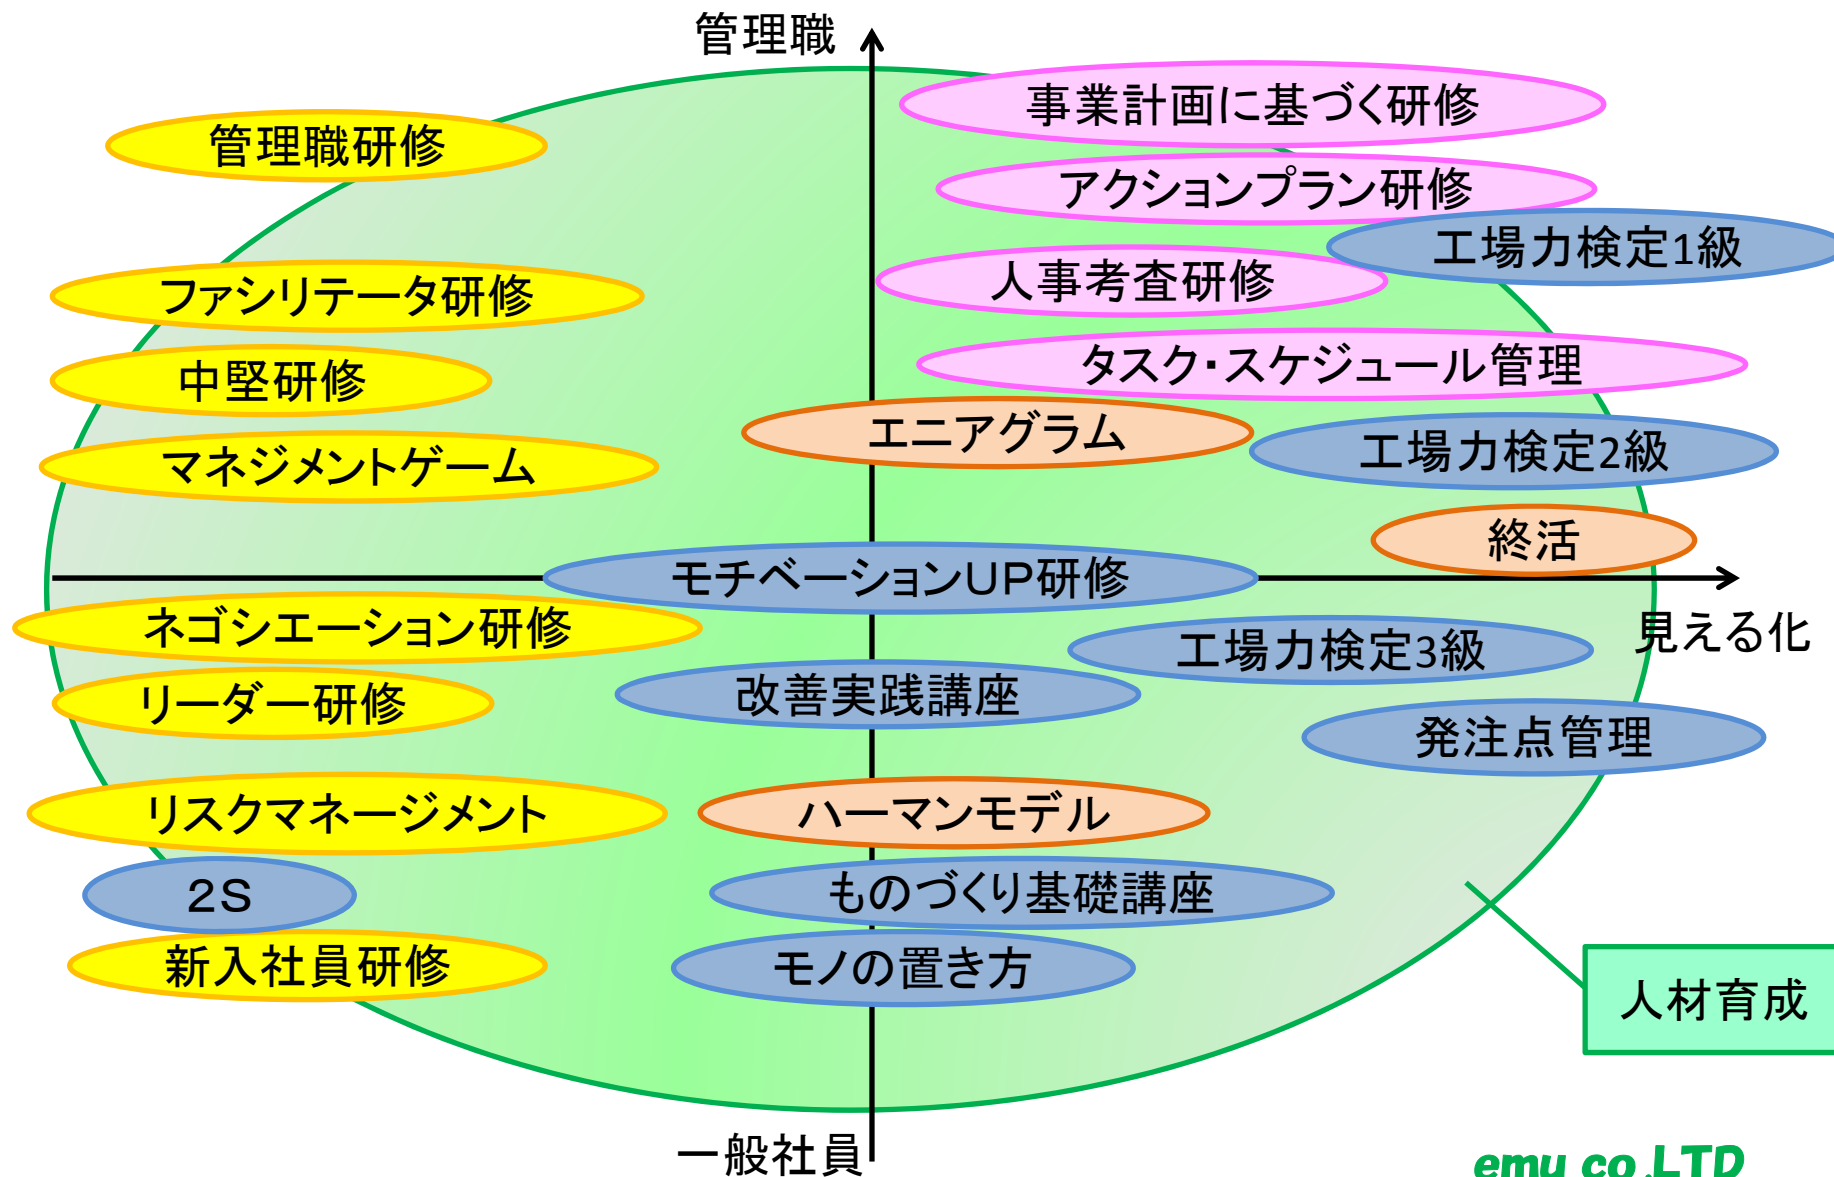 管理職
事業計画に基づく研修
管理職研修
アクションプラン研修
工場力検定1級
人事考査研修
ファシリテータ研修
タスク・スケジュール管理
中堅研修
エニアグラム
工場力検定2級
マネジメントゲーム
終活
モチベーションUP研修
見える化
ネゴシエーション研修
工場力検定3級
リーダー研修
改善実践講座
発注点管理
リスクマネージメント
ハーマンモデル
2S
ものづくり基礎講座
新入社員研修
モノの置き方
人材育成
一般社員
emu co.LTD